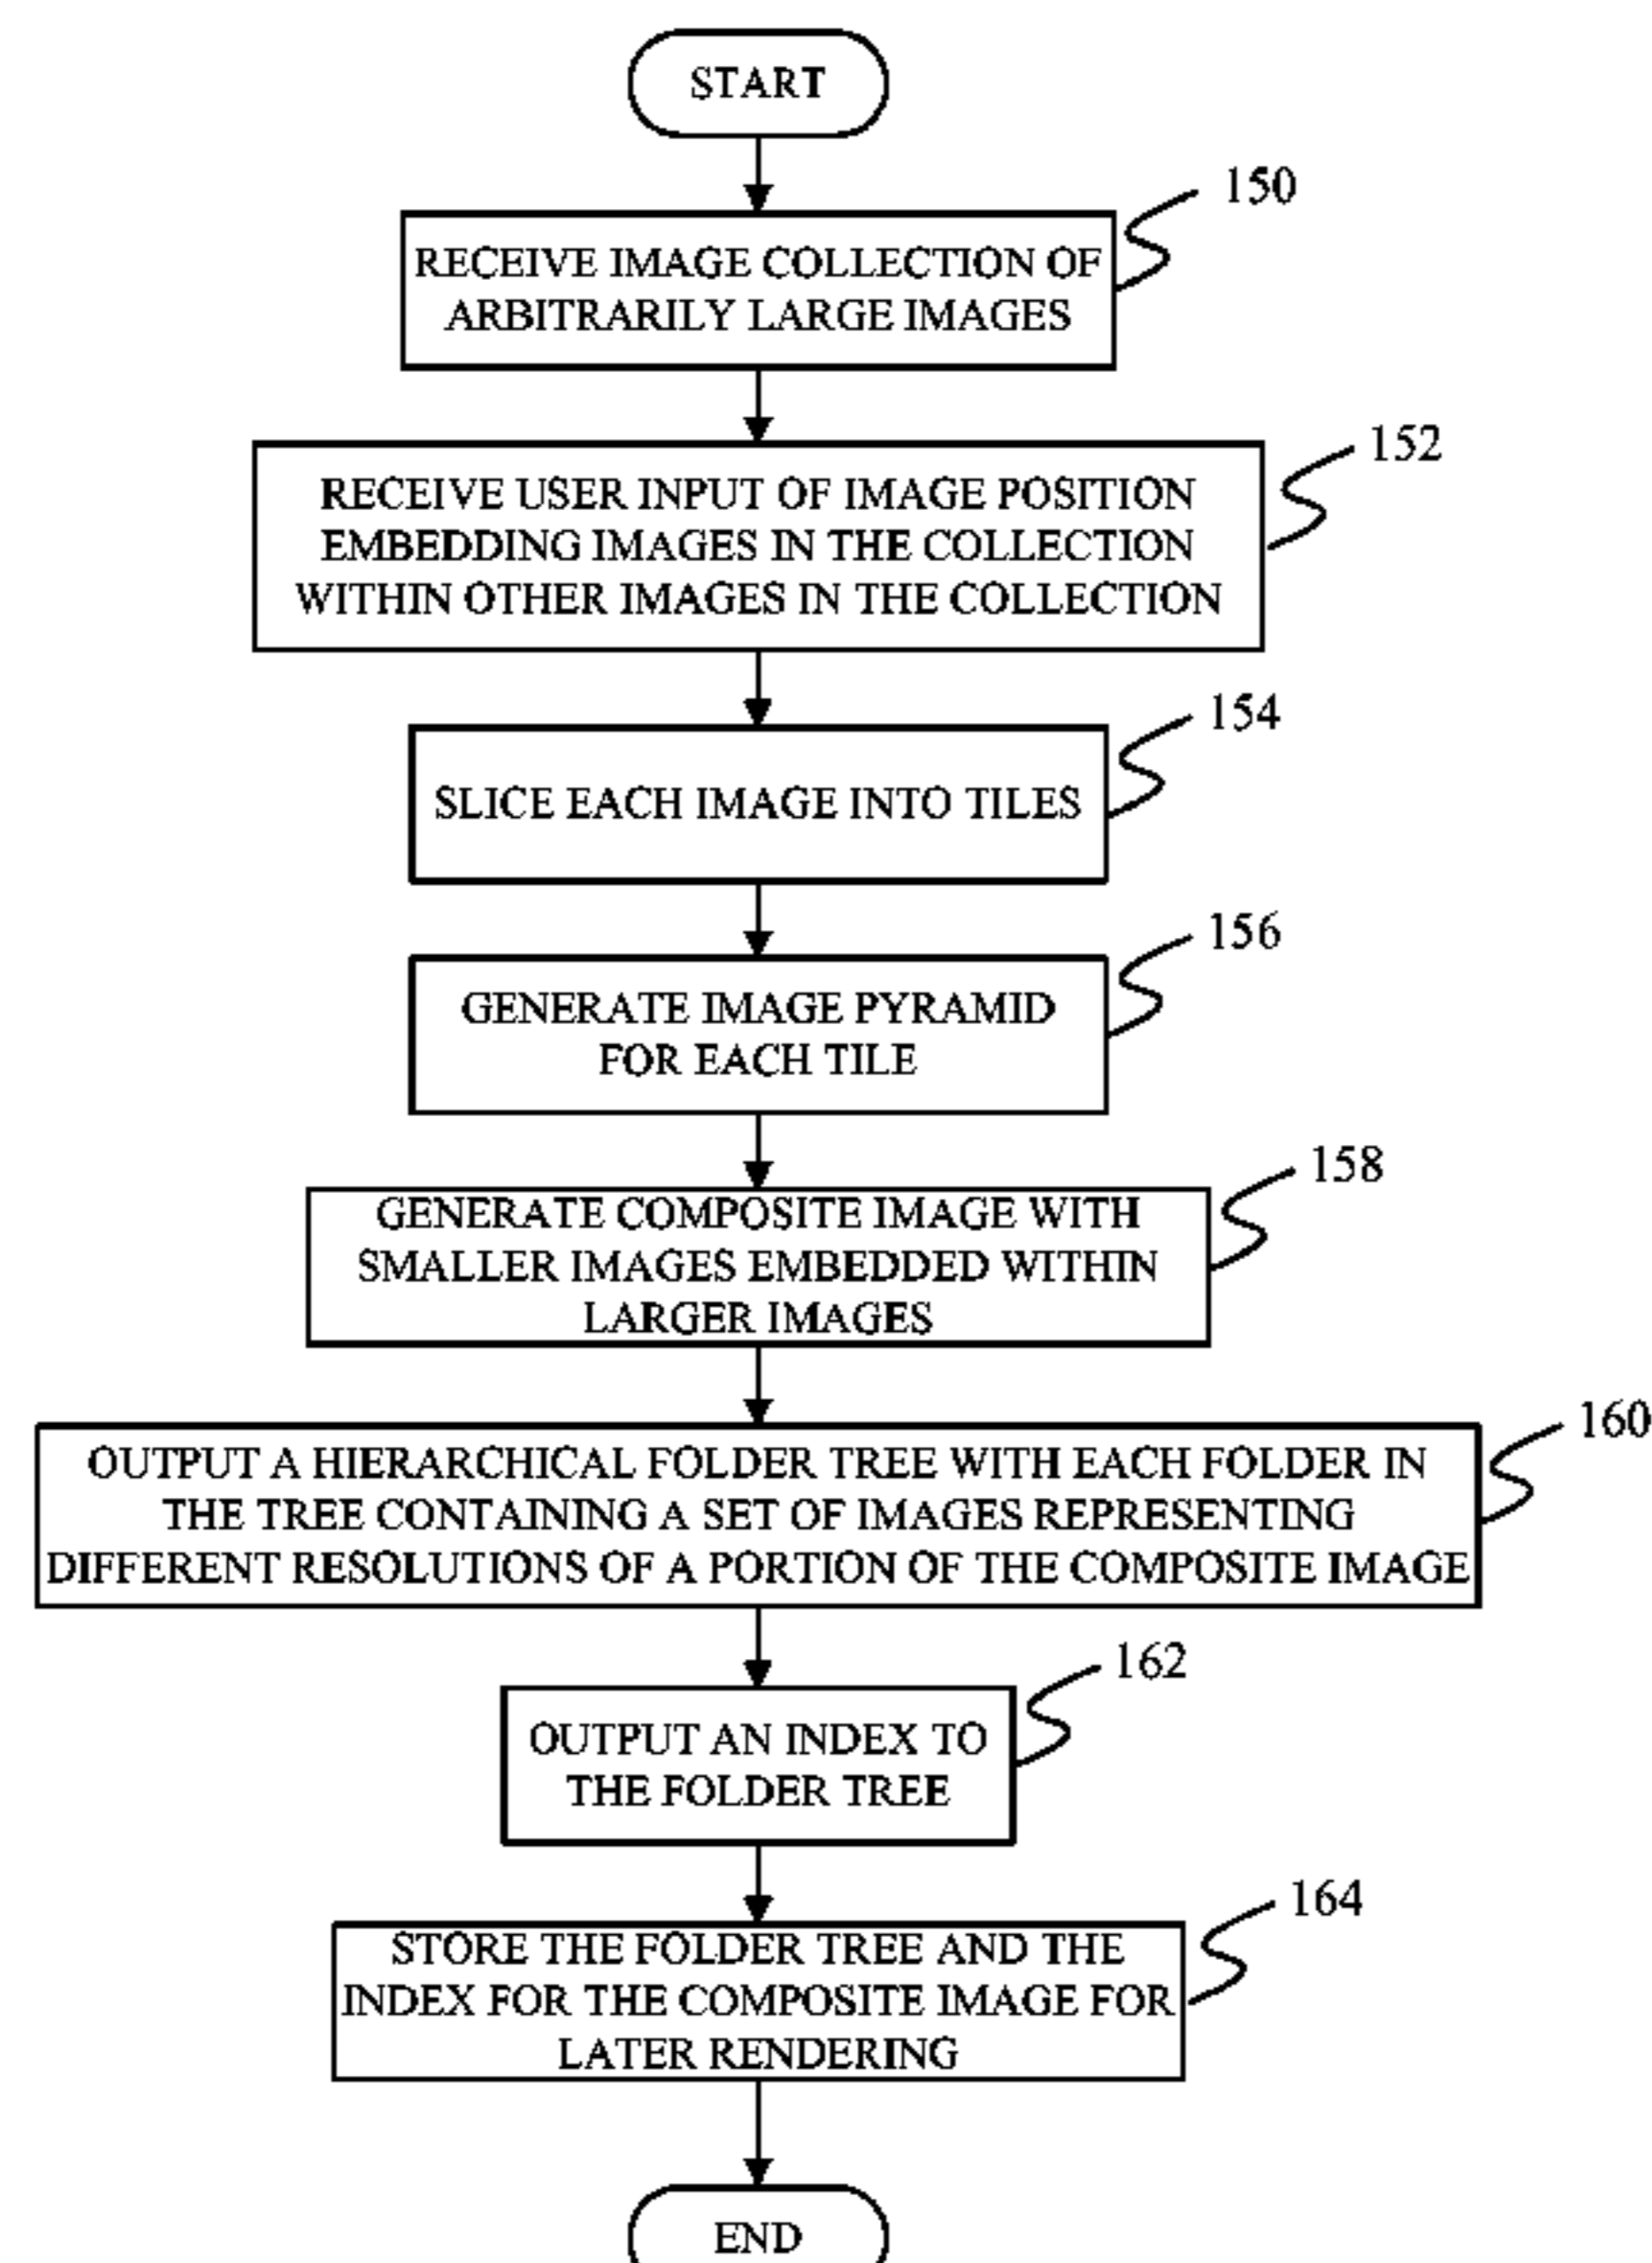 START
150
RECEIVE IMAGE COLLECTION OF
ARBITRARILY LARGE IMAGES
152
RECEIVE USER INPUT OF IMAGE POSITION
EMBEDDING IMAGES IN THE COLLECTION
WITHIN OTHER IMAGES IN THE COLLECTION
154
SLICE EACH IMAGE INTO TILES
156
GENERATE IMAGE PYRAMID
FOR EACH TILE
158
GENERATE COMPOSITE IMAGE WITH
SMALLER IMAGES EMBEDDED WITHIN
LARGER IMAGES
160
OUTPUT A HIERARCHICAL FOLDER TREE WITH EACH FOLDER IN
THE TREE CONTAINING A SET OF IMAGES REPRESENTING
DIFFERENT RESOLUTIONS OF A PORTION OF THE COMPOSITE IMAGE
162
OUTPUT AN INDEX TO
THE FOLDER TREE
164
STORE THE FOLDER TREE AND THE
INDEX FOR THE COMPOSITE IMAGE FOR
LATER RENDERING
END